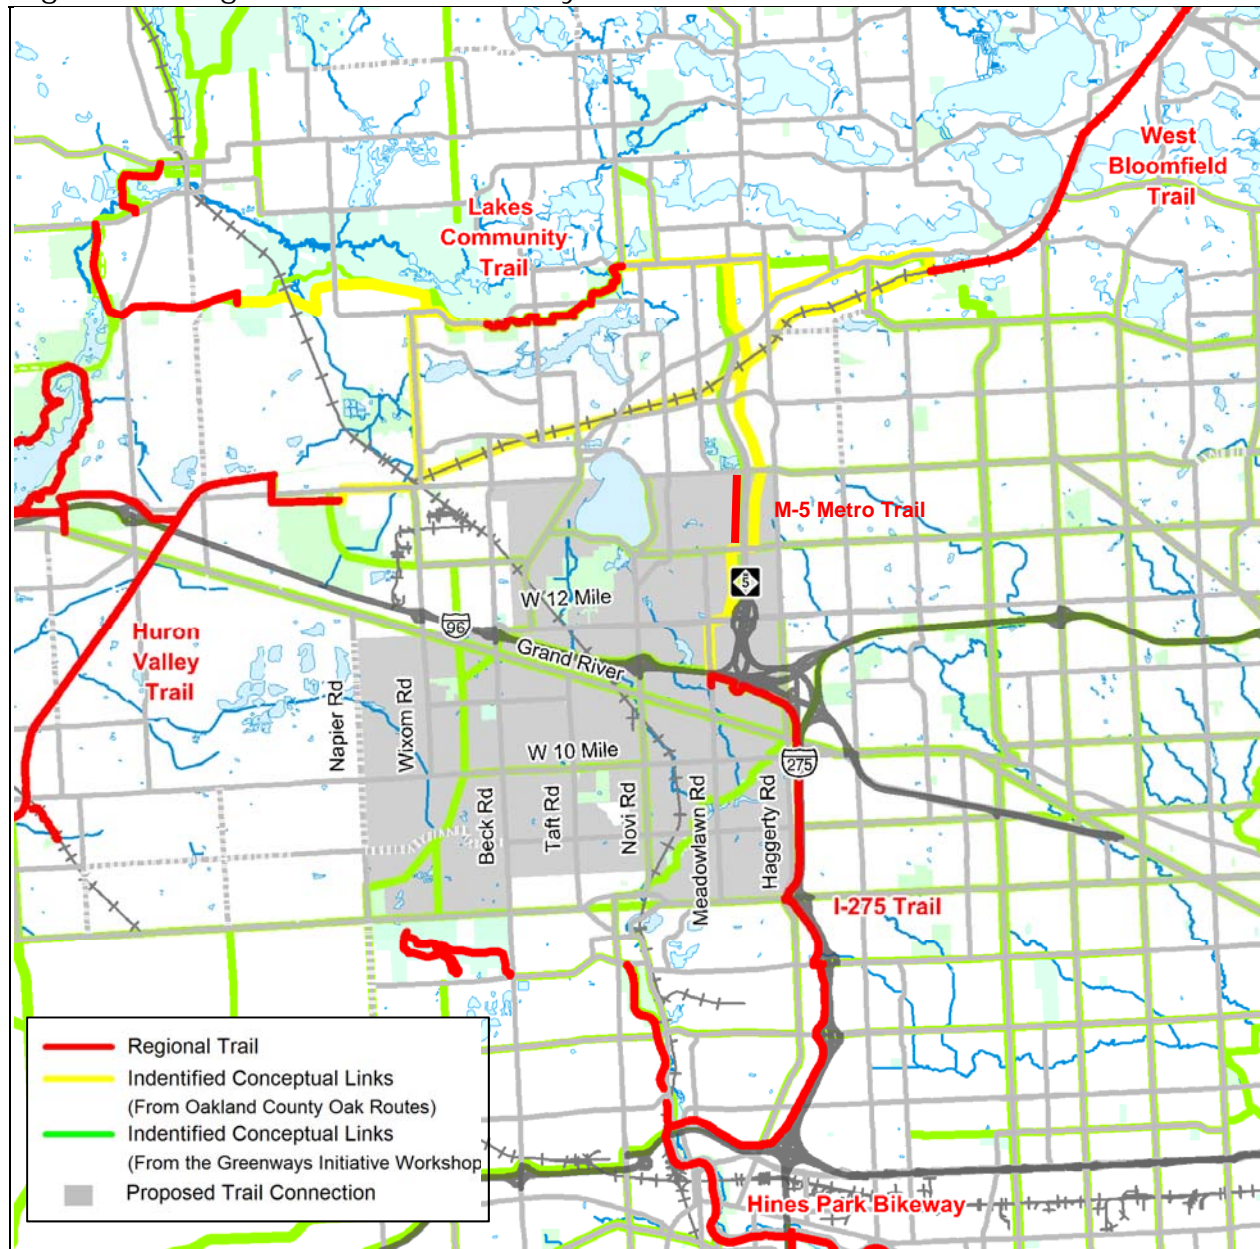 West
Bloomfield
Trail
Lakes
Community
Trail
M-5 Metro Trail
5
W 12 Mile
96
Grand River
Huron
Valley
Trail
Napier Rd
Wixom Rd
W 10 Mile
275
Beck Rd
Taft Rd
Novi Rd
Meadowlawn Rd
Haggerty Rd
I-275 Trail
Regional Trail
Indentified Conceptual Links
(From Oakland County Oak Routes)
Indentified Conceptual Links
(From the Greenways Initiative Workshop
Proposed Trail Connection
Hines Park Bikeway